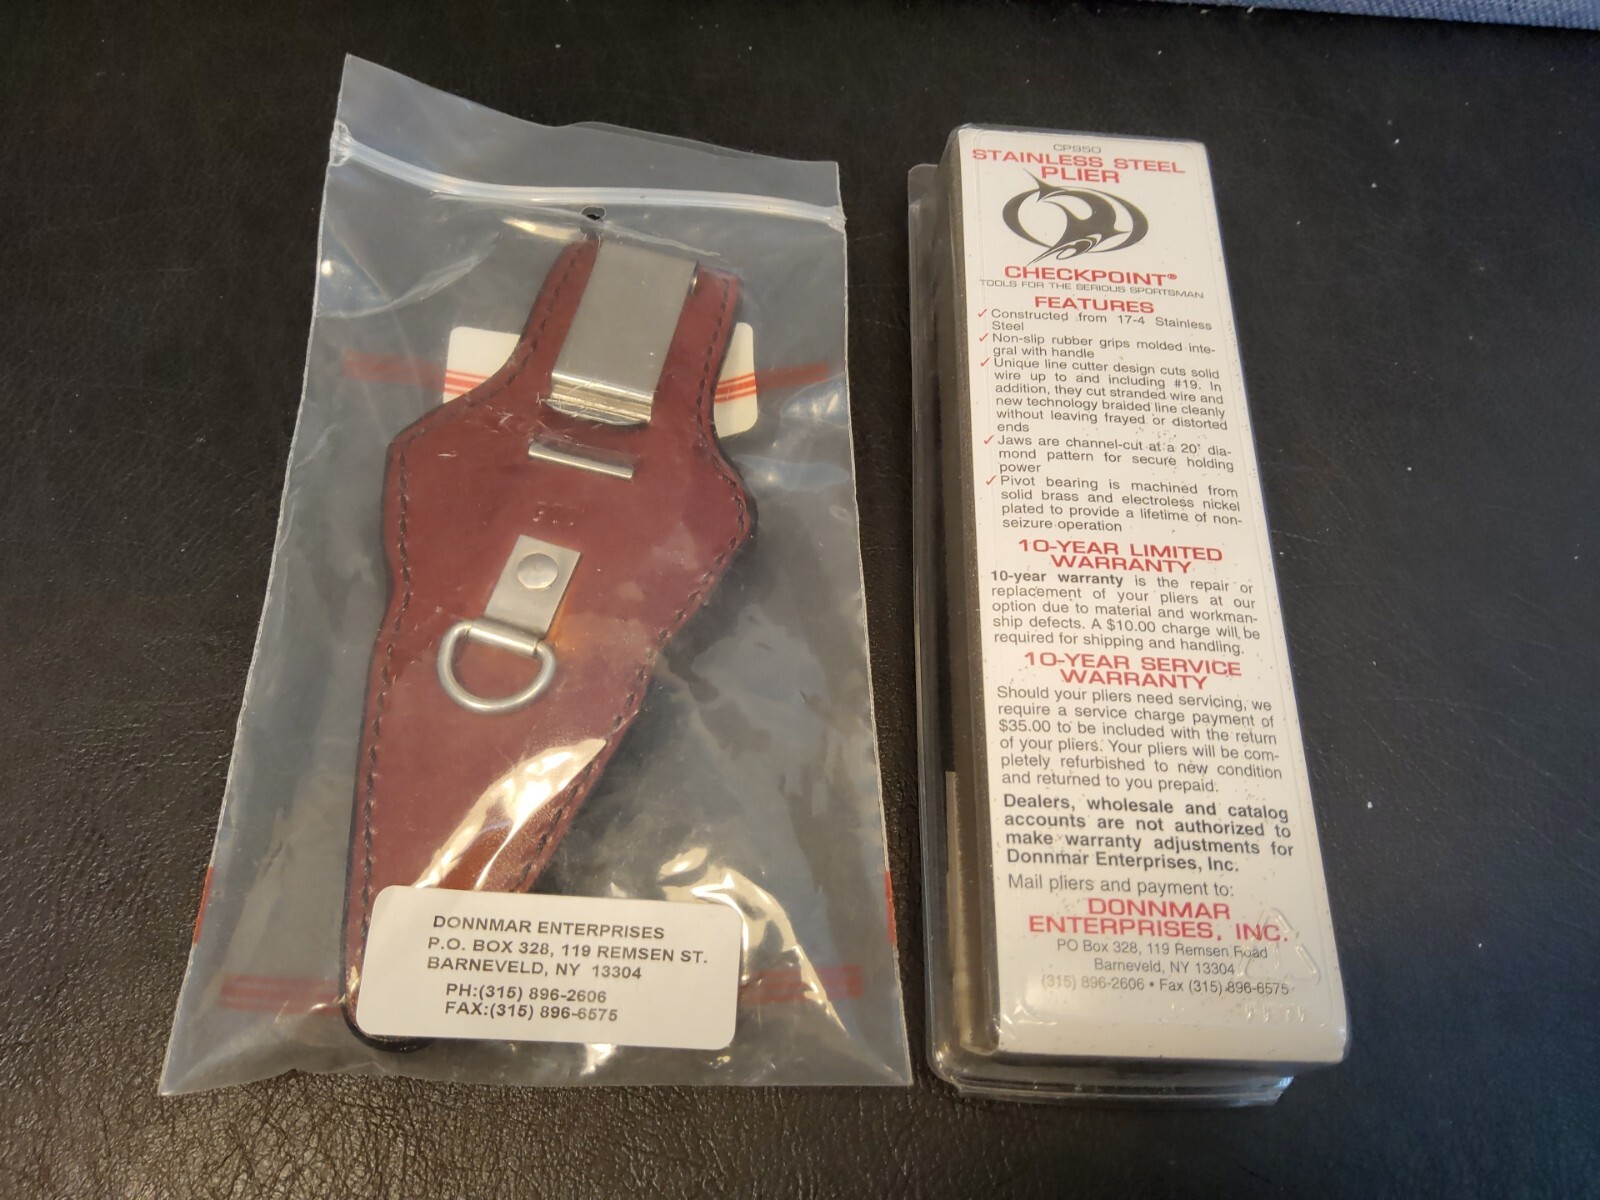 DONNMAR ENTERPRISES
P.O. BOX 328, 119 REMSEN ST.
BARNEVELD, NY 13304
PH:(315) 896-2606
FAX:(315) 896-6575
CP950
STAINLESS STEEL
PLIER
CHECKPOINT®
TOOLS FOR THE SERIOUS SPORTSMAN
FEATURES
✓ Constructed from 17-4 Stainless
Steel
✓ Non-slip rubber grips molded inte-
gral with handle
✓ Unique line cutter design cuts solid
wire up to and including #19. In
addition, they cut stranded wire and
new technology braided line cleanly
without leaving frayed or distorted
ends
✓ Jaws are channel-cut at a 20° dia-
mond pattern for secure holding
power
✓ Pivot bearing is machined from
solid brass and electroless nickel
plated to provide a lifetime of non-
seizure operation
10-YEAR LIMITED
WARRANTY
10-year warranty is the repair or
replacement of your pliers at our
option due to material and workman-
ship defects. A $10.00 charge will be
required for shipping and handling.
10-YEAR SERVICE
WARRANTY
Should your pliers need servicing, we
require a service charge payment of
$35.00 to be included with the return
of your pliers. Your pliers will be com-
pletely refurbished to new condition
and returned to you prepaid.
Dealers, wholesale and catalog
accounts are not authorized to
make warranty adjustments for
Donnmar Enterprises, Inc.
Mail pliers and payment to:
DONNMAR
ENTERPRISES, INC.
PO Box 328, 119 Remsen Road
Barneveld, NY 13304
(315) 896-2606 • Fax (315) 896-6575